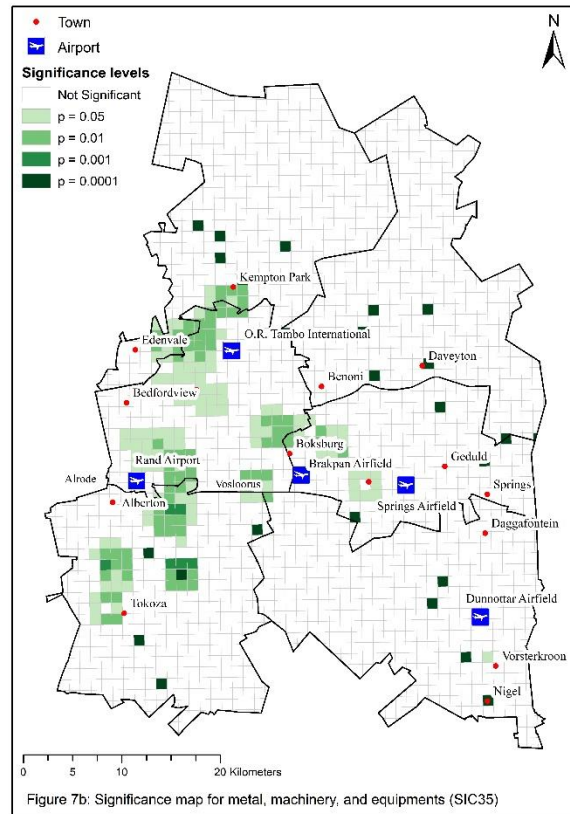 Town
Airport
N
Significance levels
Not Significant
p = 0.05
p = 0.01
p = 0.001
p = 0.0001
Kempton Park
O.R. Tambo International
Edenvale
Daveyton
Benoni
Bedfordview
Boksburg
Rand Airport
Brakpan Airfield
Geduld
Alrode
Vosloorus
Springs
Alberton
Springs Airfield
Daggafontein
Dunnottar Airfield
Tokoza
Vorsterkroon
Nigel
0 5 10 20 Kilometers
Figure 7b: Significance map for metal, machinery, and equipments (SIC35)